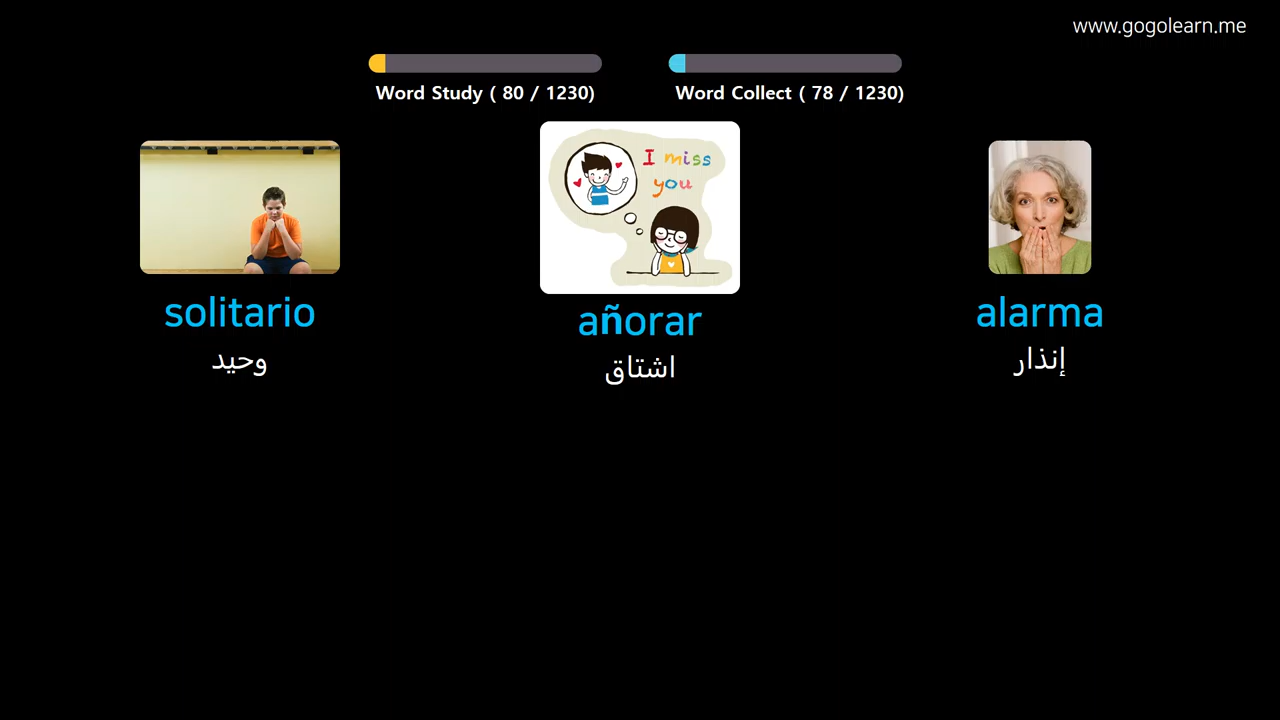 www.gogolearn.me
Word Study ( 80 / 1230)
Word Collect ( 78 / 1230)
I miss
you
solitario
añorar
alarma
وحيد
اشتاق
إنذار